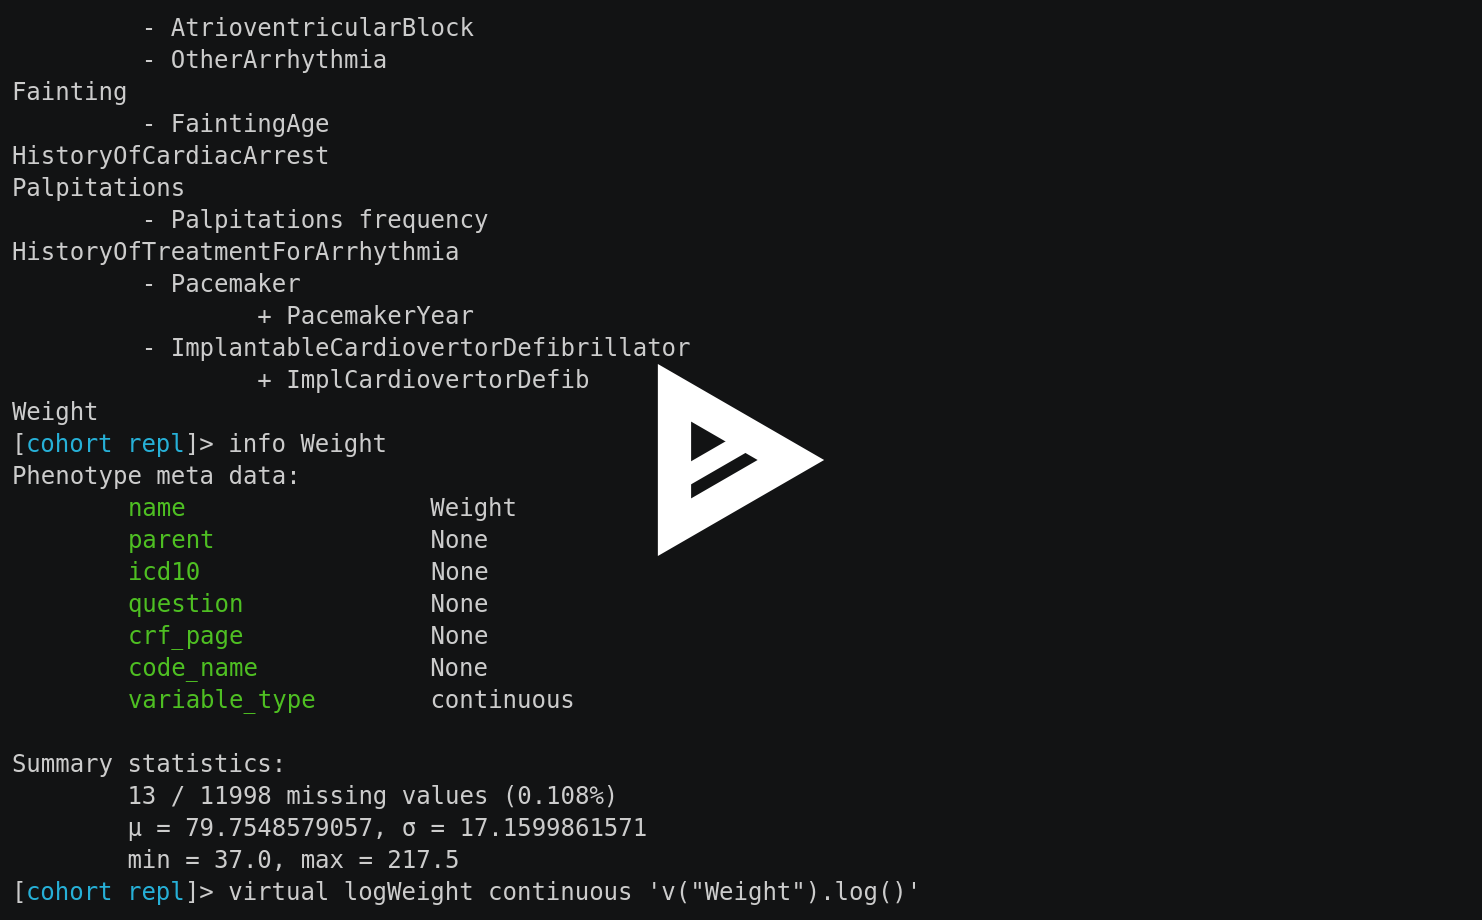 - AtrioventricularBlock
- OtherArrhythmia
Fainting
- FaintingAge
HistoryOfCardiacArrest
Palpitations
- Palpitations frequency
HistoryOfTreatmentForArrhythmia
- Pacemaker
+ PacemakerYear
- ImplantableCardiovertorDefibrillator
+ ImplCardiovertorDefib
Weight
[cohort repl]> info Weight
Phenotype meta data:
name Weight
parent None
icd10 None
question None
crf_page None
code_name None
variable_type continuous
Summary statistics:
13 / 11998 missing values (0.108%)
μ = 79.7548579057, σ = 17.1599861571
min = 37.0, max = 217.5
[cohort repl]> virtual logWeight continuous 'v("Weight").log()'